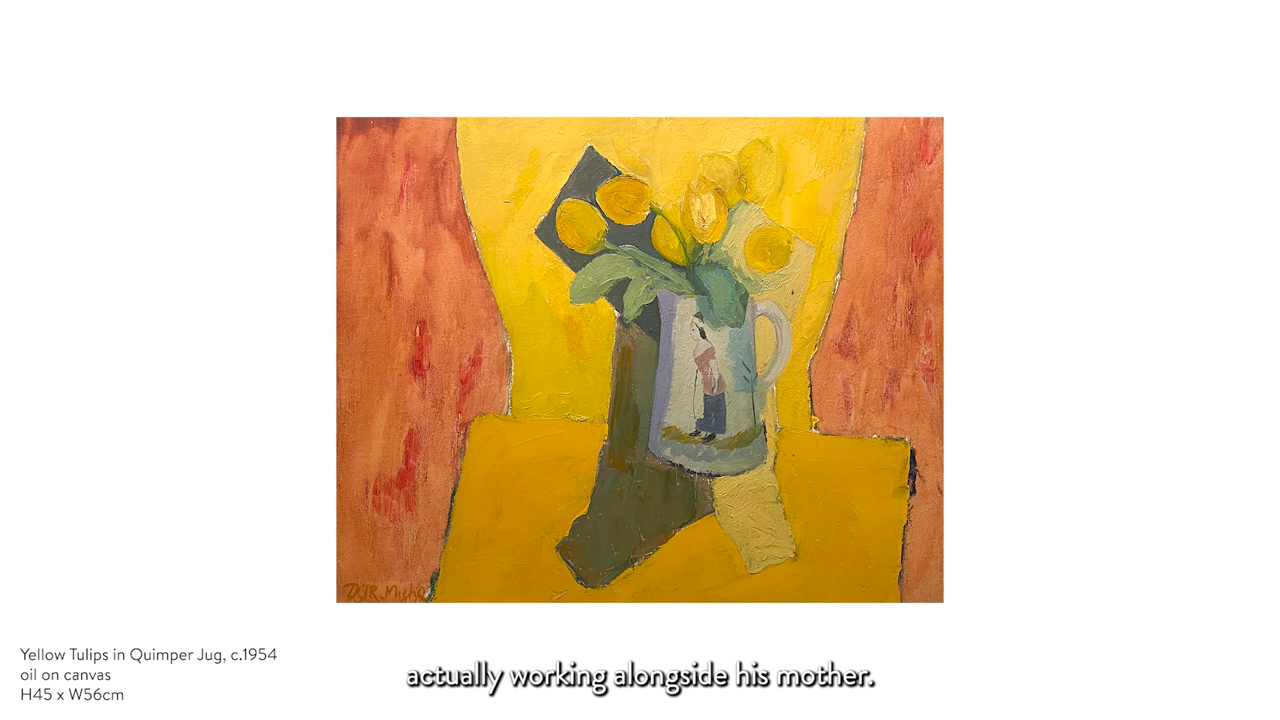 Yellow Tulips in Quimper Jug, c.1954
oil on canvas
H45 x W56cm
actually working alongside his mother.